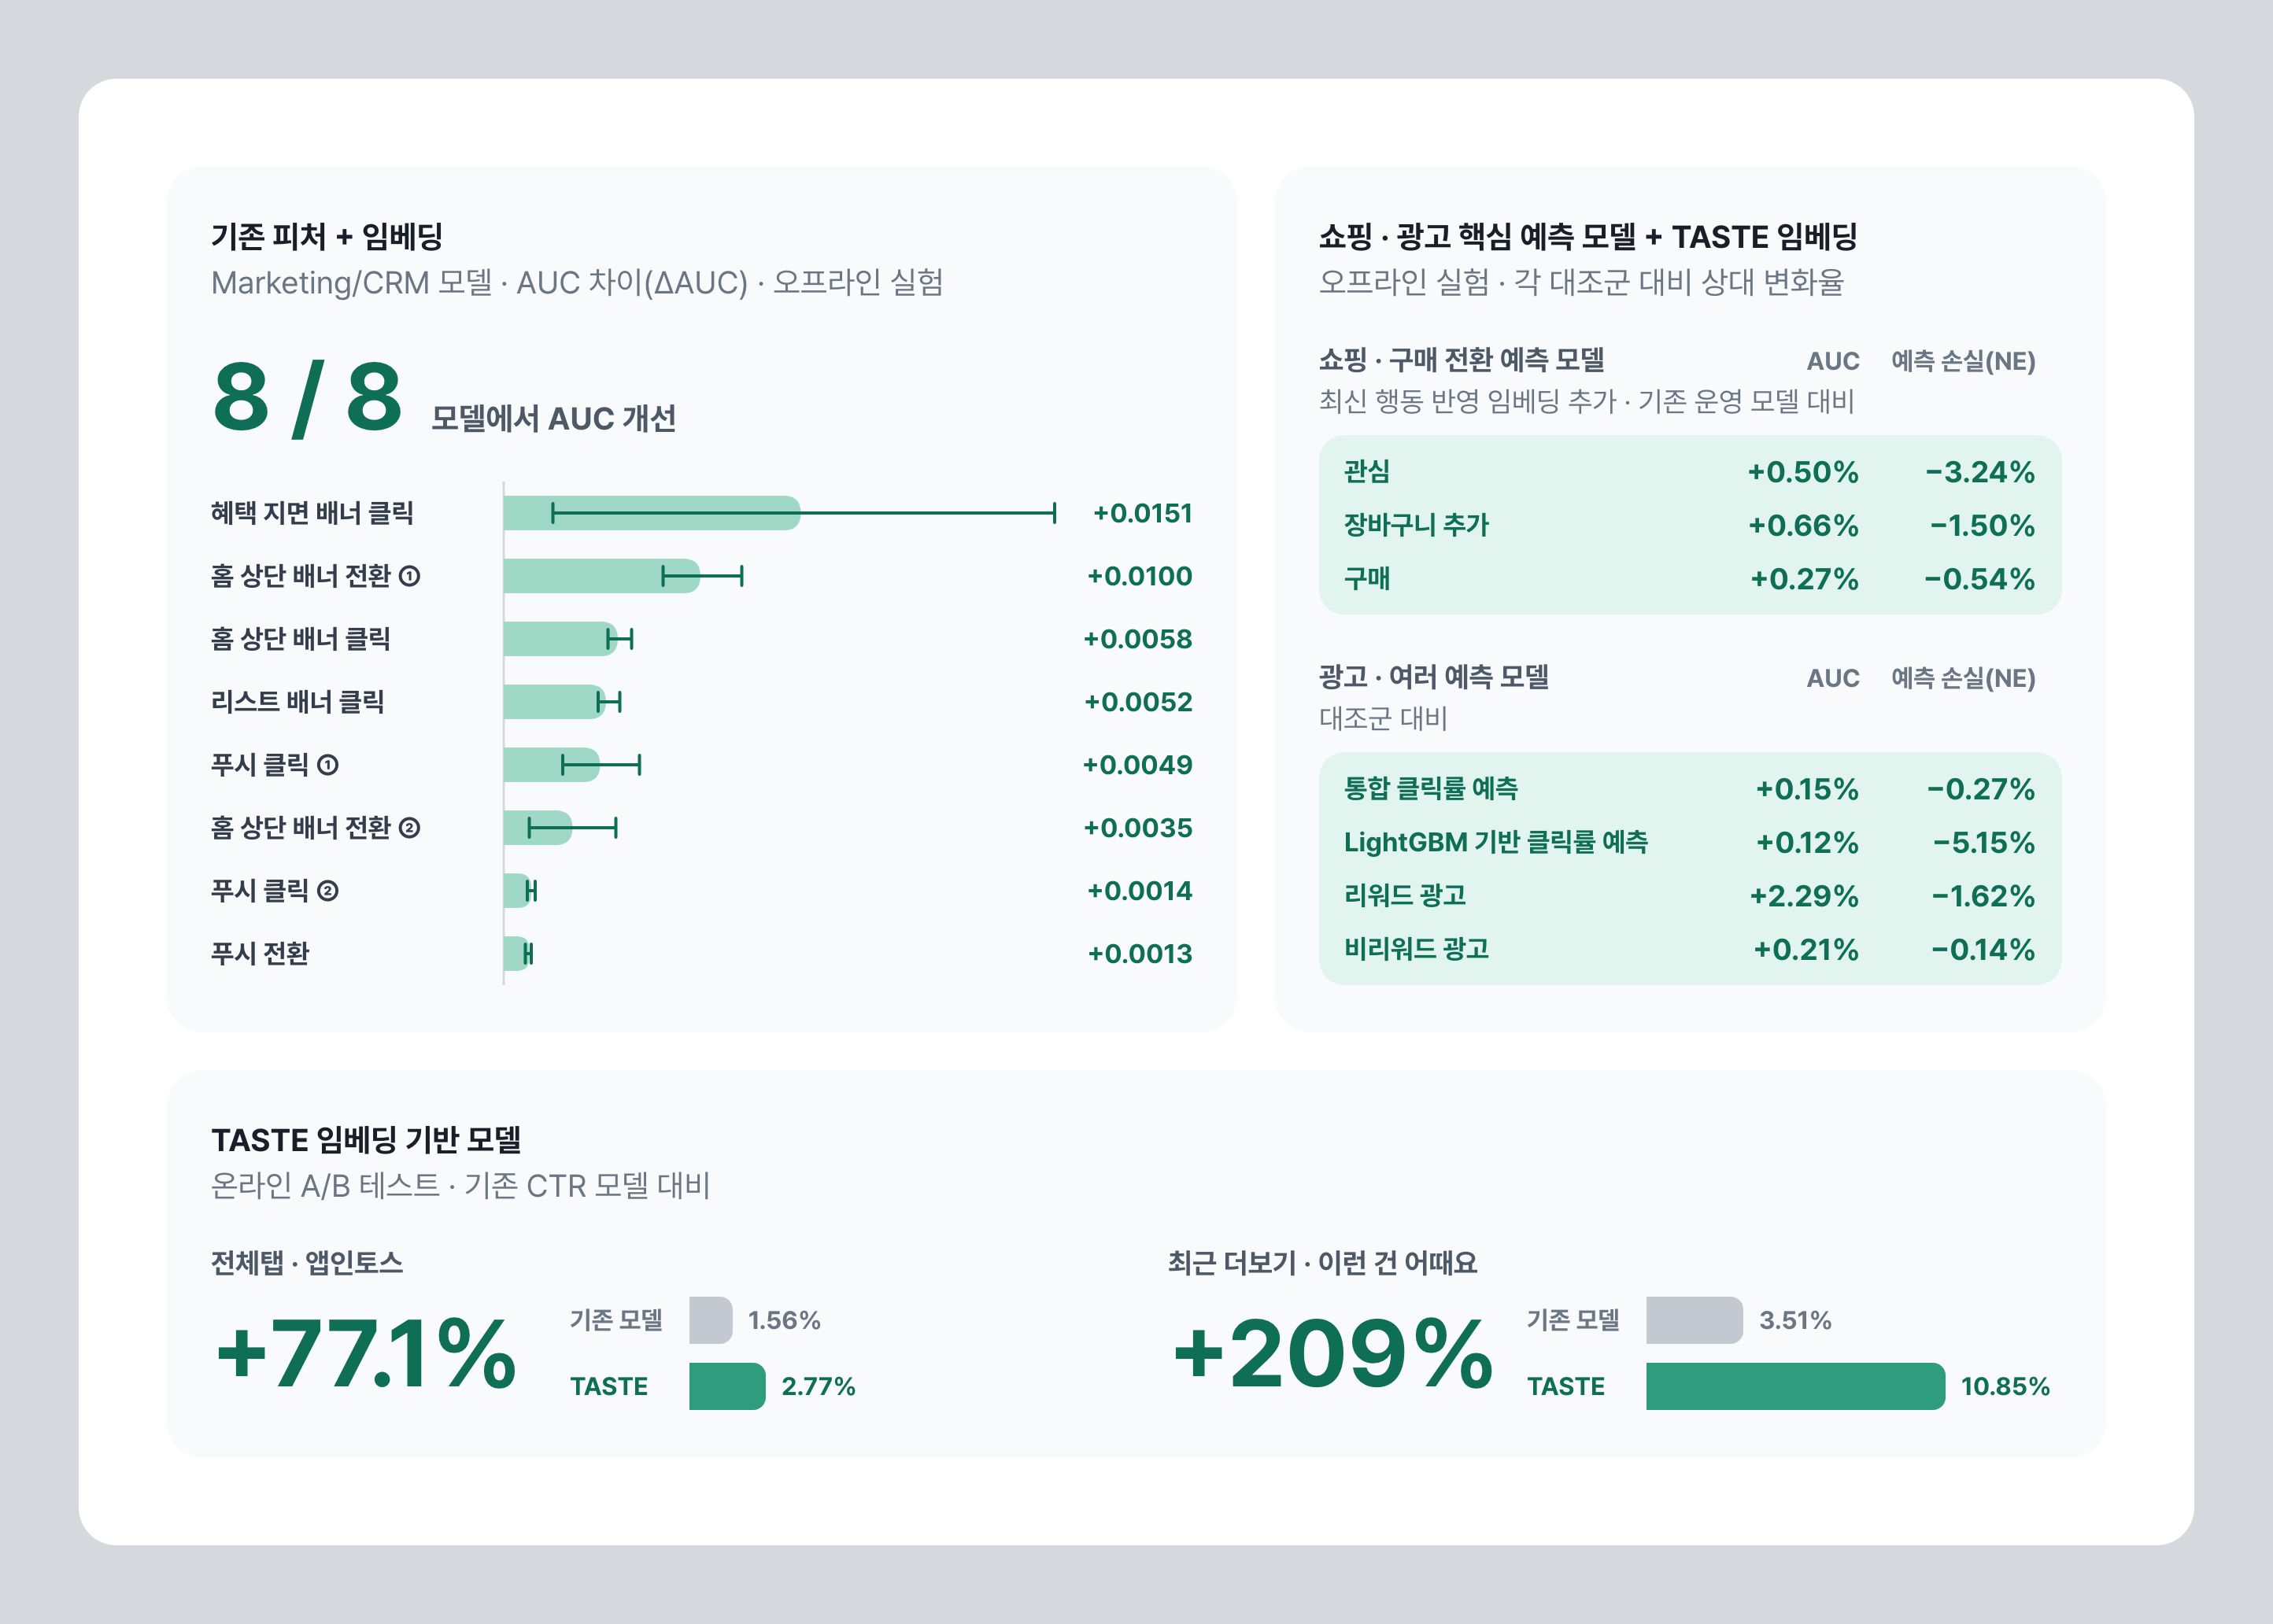 기존 피처 + 임베딩
Marketing/CRM 모델 · AUC 차이(ΔAUC) · 오프라인 실험
8 / 8 모델에서 AUC 개선
혜택 지면 배너 클릭 +0.0151
홈 상단 배너 전환 ① +0.0100
홈 상단 배너 클릭 +0.0058
리스트 배너 클릭 +0.0052
푸시 클릭 ① +0.0049
홈 상단 배너 전환 ② +0.0035
푸시 클릭 ② +0.0014
푸시 전환 +0.0013
쇼핑 · 광고 핵심 예측 모델 + TASTE 임베딩
오프라인 실험 · 각 대조군 대비 상대 변화율
쇼핑 · 구매 전환 예측 모델 AUC 예측 손실(NE)
최신 행동 반영 임베딩 추가 · 기존 운영 모델 대비
관심 +0.50% −3.24%
장바구니 추가 +0.66% −1.50%
구매 +0.27% −0.54%
광고 · 여러 예측 모델 AUC 예측 손실(NE)
대조군 대비
통합 클릭률 예측 +0.15% −0.27%
LightGBM 기반 클릭률 예측 +0.12% −5.15%
리워드 광고 +2.29% −1.62%
비리워드 광고 +0.21% −0.14%
TASTE 임베딩 기반 모델
온라인 A/B 테스트 · 기존 CTR 모델 대비
전체탭 · 앱인토스
+77.1%
기존 모델 1.56%
TASTE 2.77%
최근 더보기 · 이런 건 어때요
+209%
기존 모델 3.51%
TASTE 10.85%